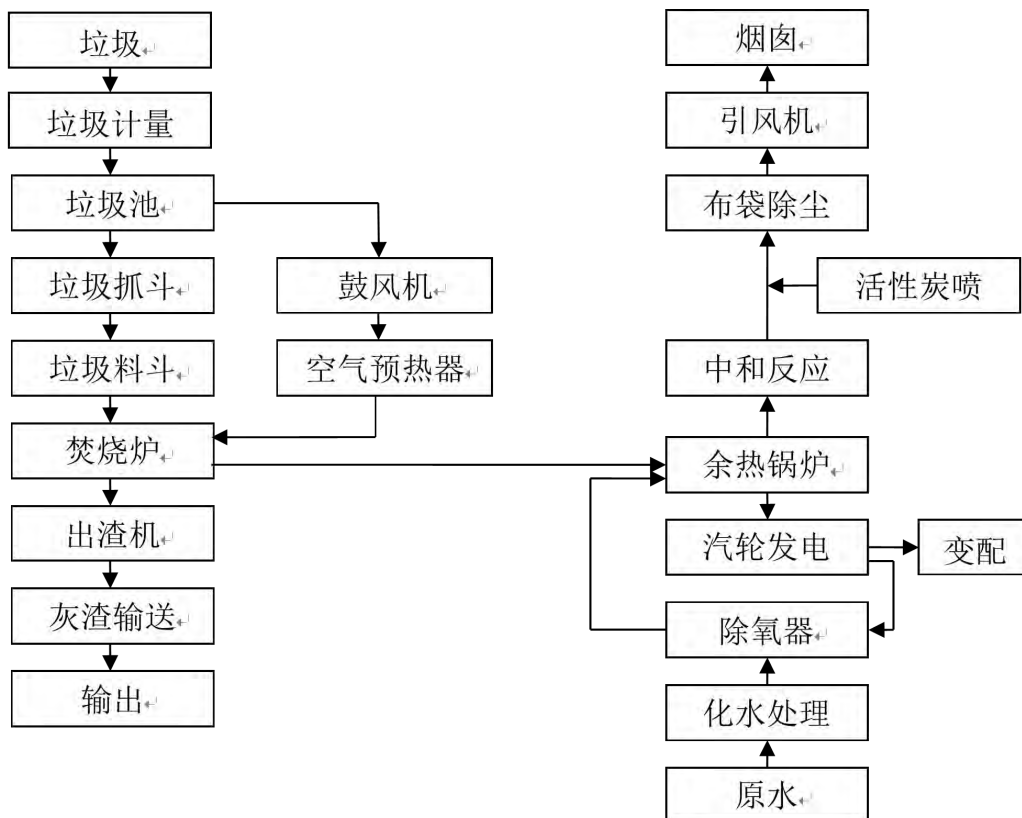 垃圾
垃圾计量
垃圾池
垃圾抓斗
垃圾料斗
焚烧炉
出渣机
灰渣输送
输出
鼓风机
空气预热器
烟囱
引风机
布袋除尘
活性炭喷
中和反应
余热锅炉
汽轮发电
变配
除氧器
化水处理
原水